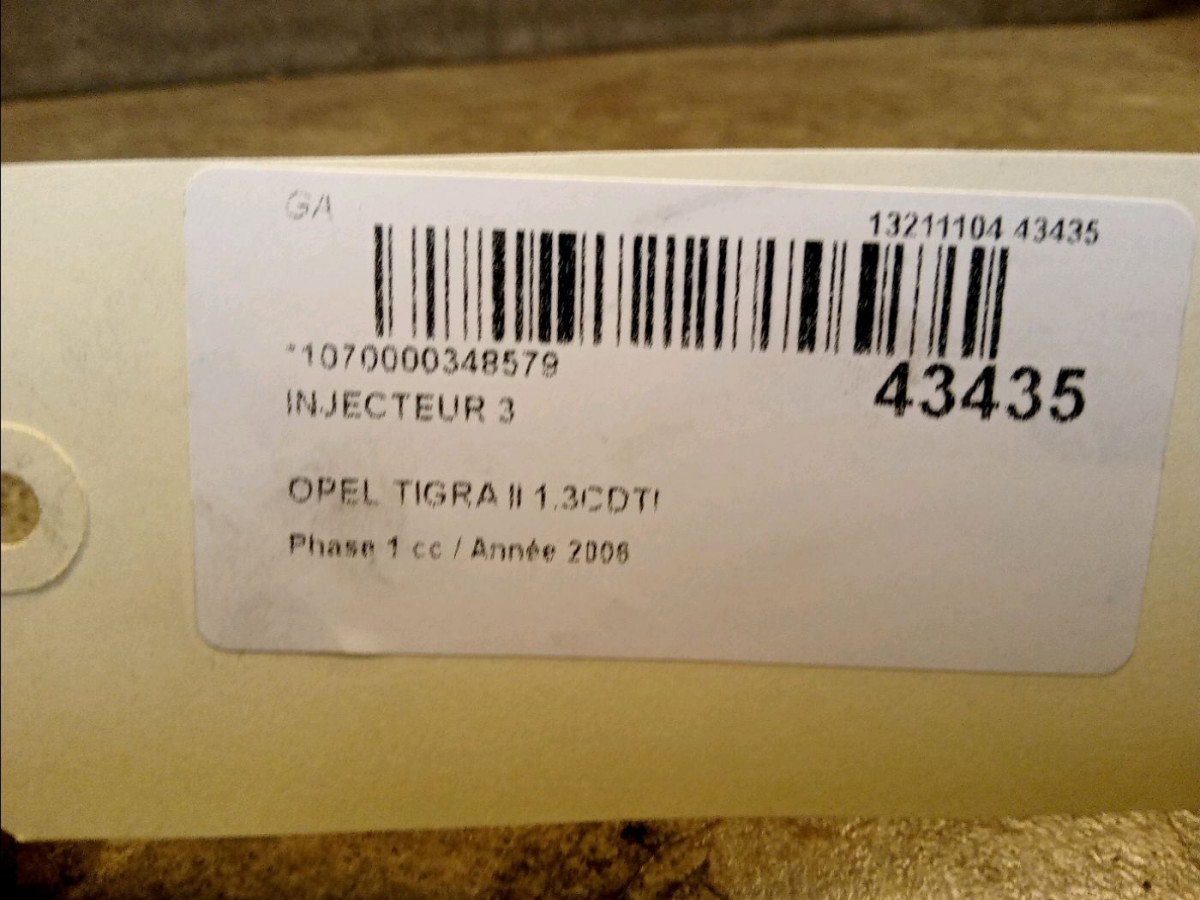 GA
13211104 43435
*1070000348579
43435
INJECTEUR 3
OPEL TIGRA II 1.3CDTI
Phase 1 cc / Année 2006